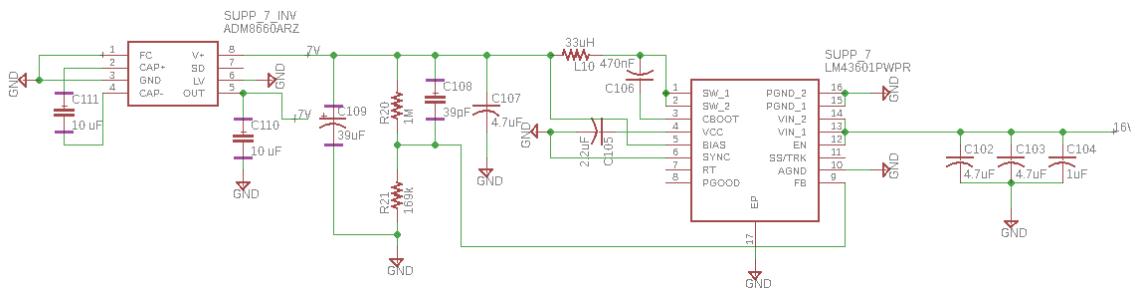 SUPP_7_INV
ADM8660ARZ
1 FC V+ 8
2 CAP+ SD 7
3 GND LV 6
4 CAP- OUT 5
GND
GND
C111
10 uF
C110
10 uF
GND
7V
-7V
C109
39uF
R20
1M
C108
39pF
C107
4.7uF
GND
R21
169k
GND
33uH
L10
470nF
C106
GND
2.2uF
C105
SUPP_7
LM43601PWPR
1 SW_1 PGND_2 16
2 SW_2 PGND_1 15
3 CBOOT VIN_2 14
4 VCC VIN_1 13
5 BIAS EN 12
6 SYNC SS/TRK 11
7 RT AGND 10
8 PGOOD FB 9
EP
17
GND
GND
GND
16V
C102
4.7uF
C103
4.7uF
C104
1uF
GND